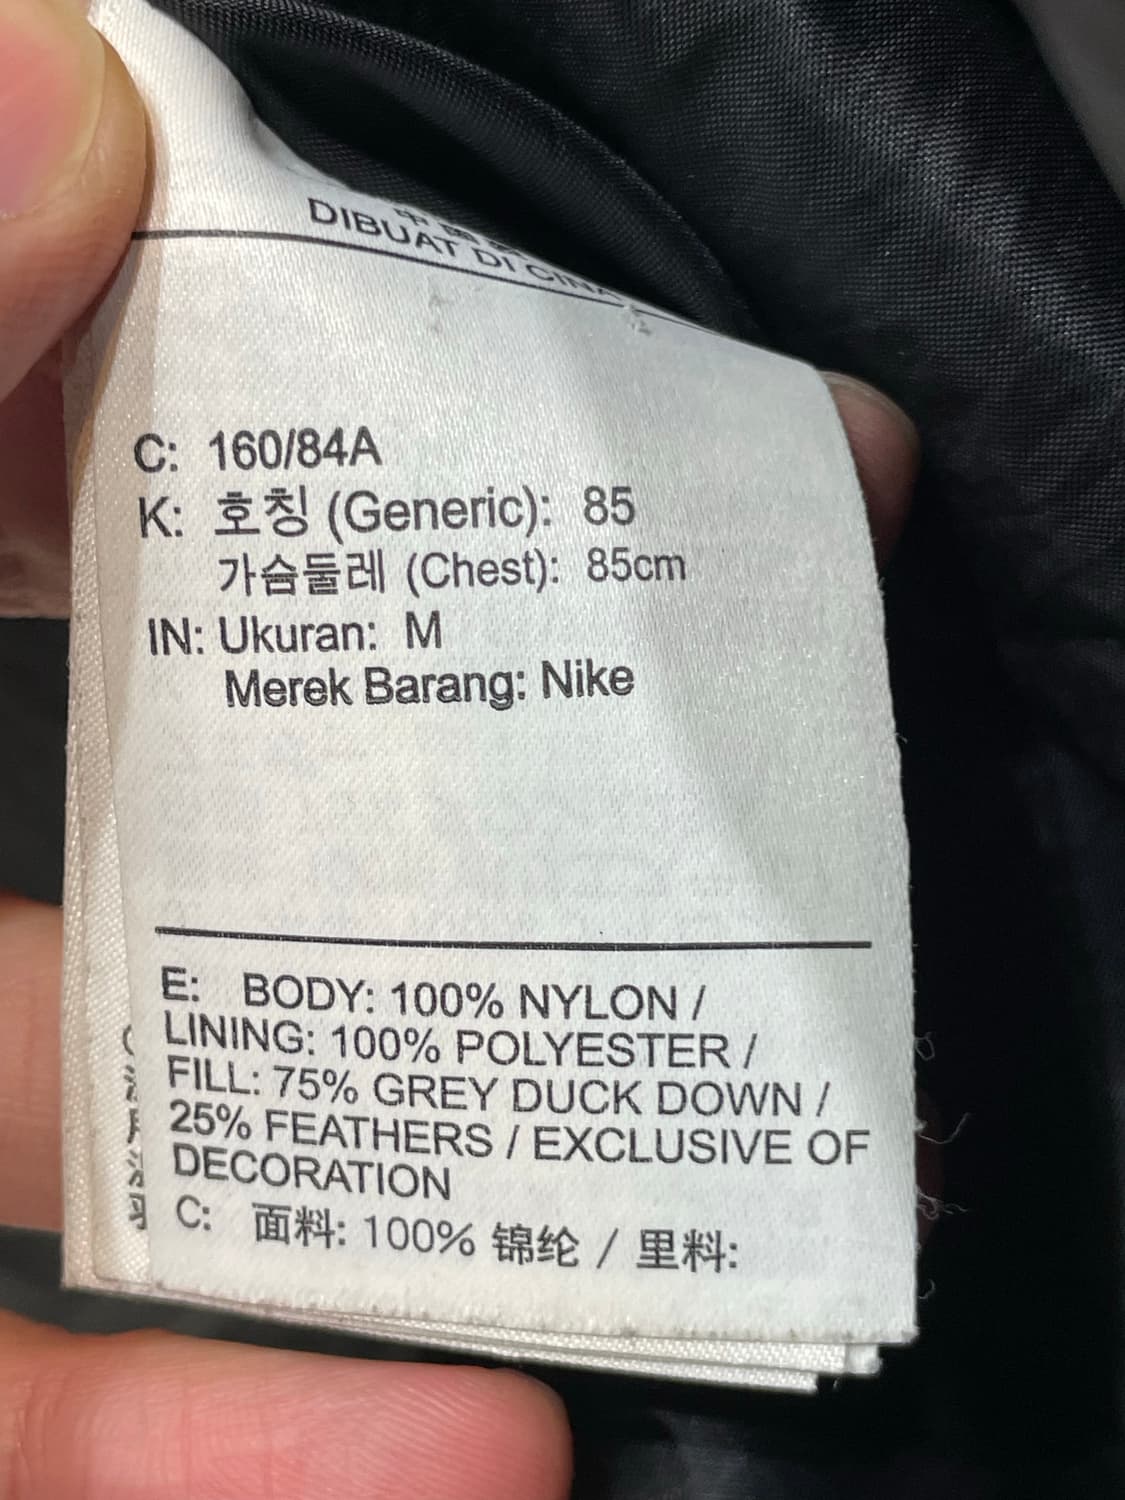 DIBUAT DI CINA
C: 160/84A
K: 호칭 (Generic): 85
가슴둘레 (Chest): 85cm
IN: Ukuran: M
Merek Barang: Nike
E: BODY: 100% NYLON /
LINING: 100% POLYESTER /
FILL: 75% GREY DUCK DOWN /
25% FEATHERS / EXCLUSIVE OF
DECORATION
C: 面料: 100% 锦纶 / 里料: